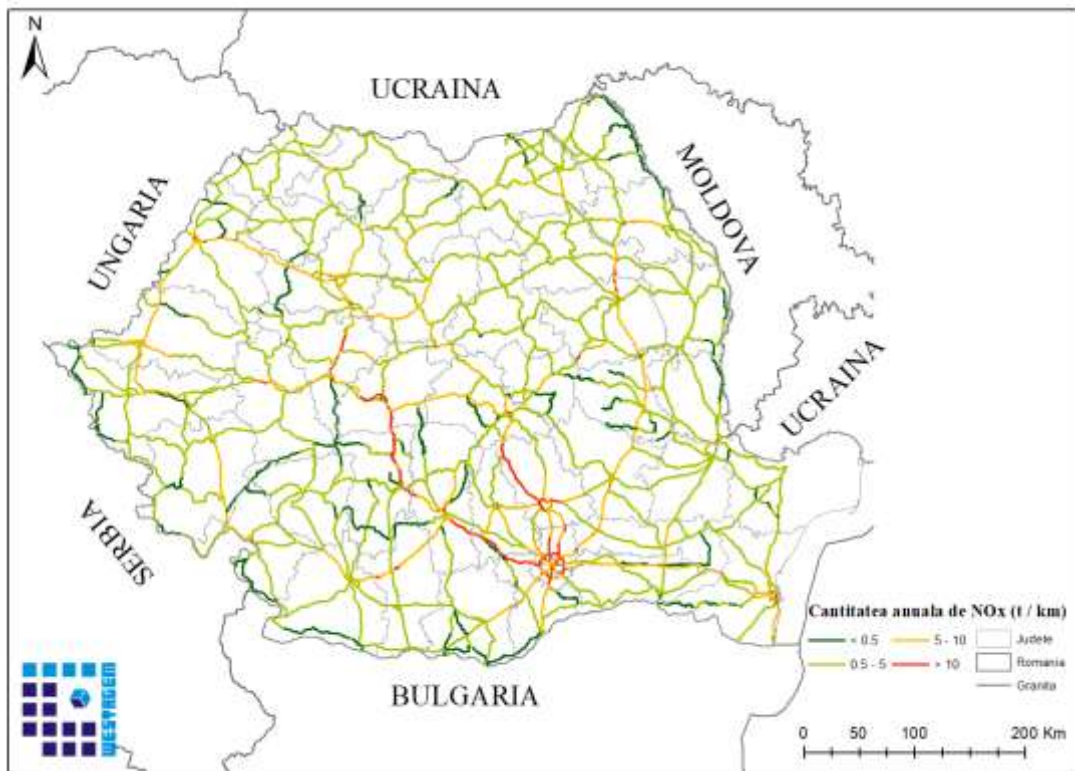 N
UCRAINA
MOLDOVA
UNGARIA
UCRAINA
SERBIA
BULGARIA
Cantitatea anuala de NOx (t / km)
< 0.5
5 - 10
Judete
0.5 - 5
> 10
Romania
Granita
0 50 100 200 Km
WESTAGEM